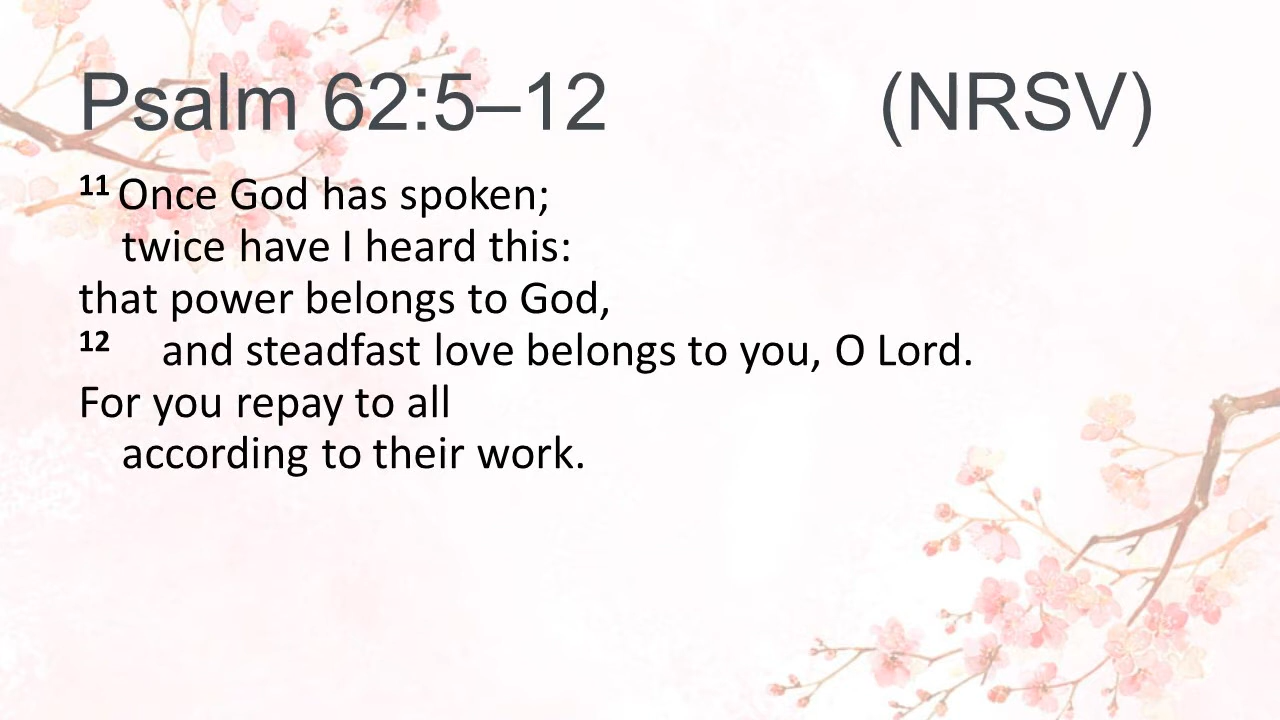 Psalm 62:5–12 (NRSV)
11 Once God has spoken;
twice have I heard this:
that power belongs to God,
12 and steadfast love belongs to you, O Lord.
For you repay to all
according to their work.